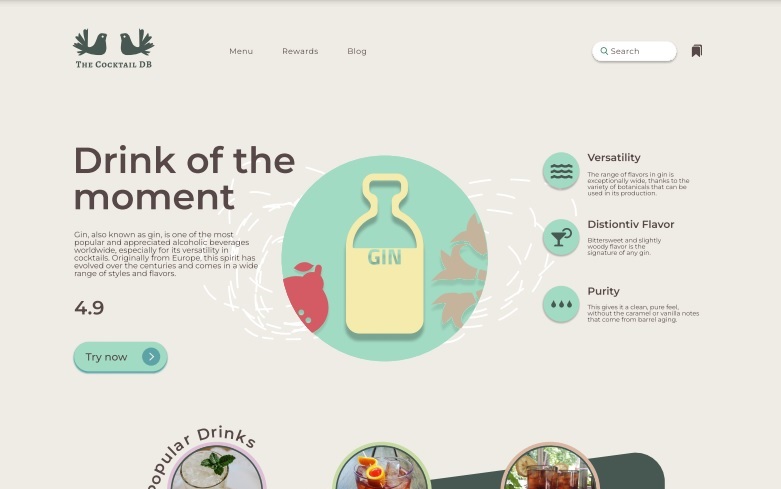 The Cocktail DB
Menu
Rewards
Blog
Search
Drink of the
moment
Gin, also known as gin, is one of the most
popular and appreciated alcoholic beverages
worldwide, especially for its versatility in
cocktails. Originally from Europe, this spirit has
evolved over the centuries and comes in a wide
range of styles and flavors.
4.9
Try now
GIN
Versatility
The range of flavors in gin is
exceptionally wide, thanks to the
variety of botanicals that can be
used in its production.
Distiontiv Flavor
Bittersweet and slightly
woody flavor is the
signature of any gin.
Purity
This gives it a clean, pure feel,
without the caramel or vanilla notes
that come from barrel aging.
popular Drinks